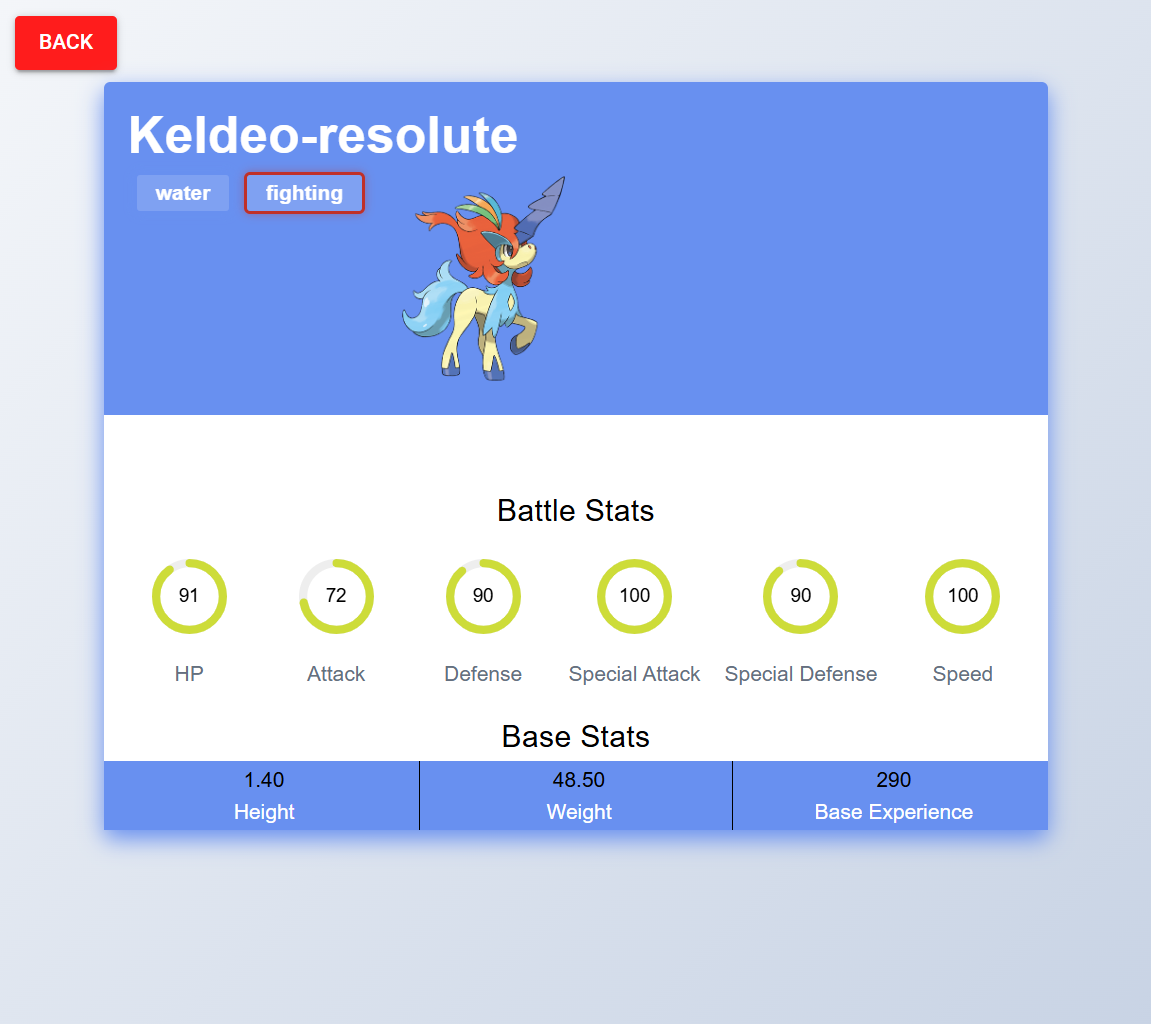 BACK
Keldeo-resolute
water fighting
Battle Stats
91 72 90 100 90 100
HP Attack Defense Special Attack Special Defense Speed
Base Stats
1.40 48.50 290
Height Weight Base Experience